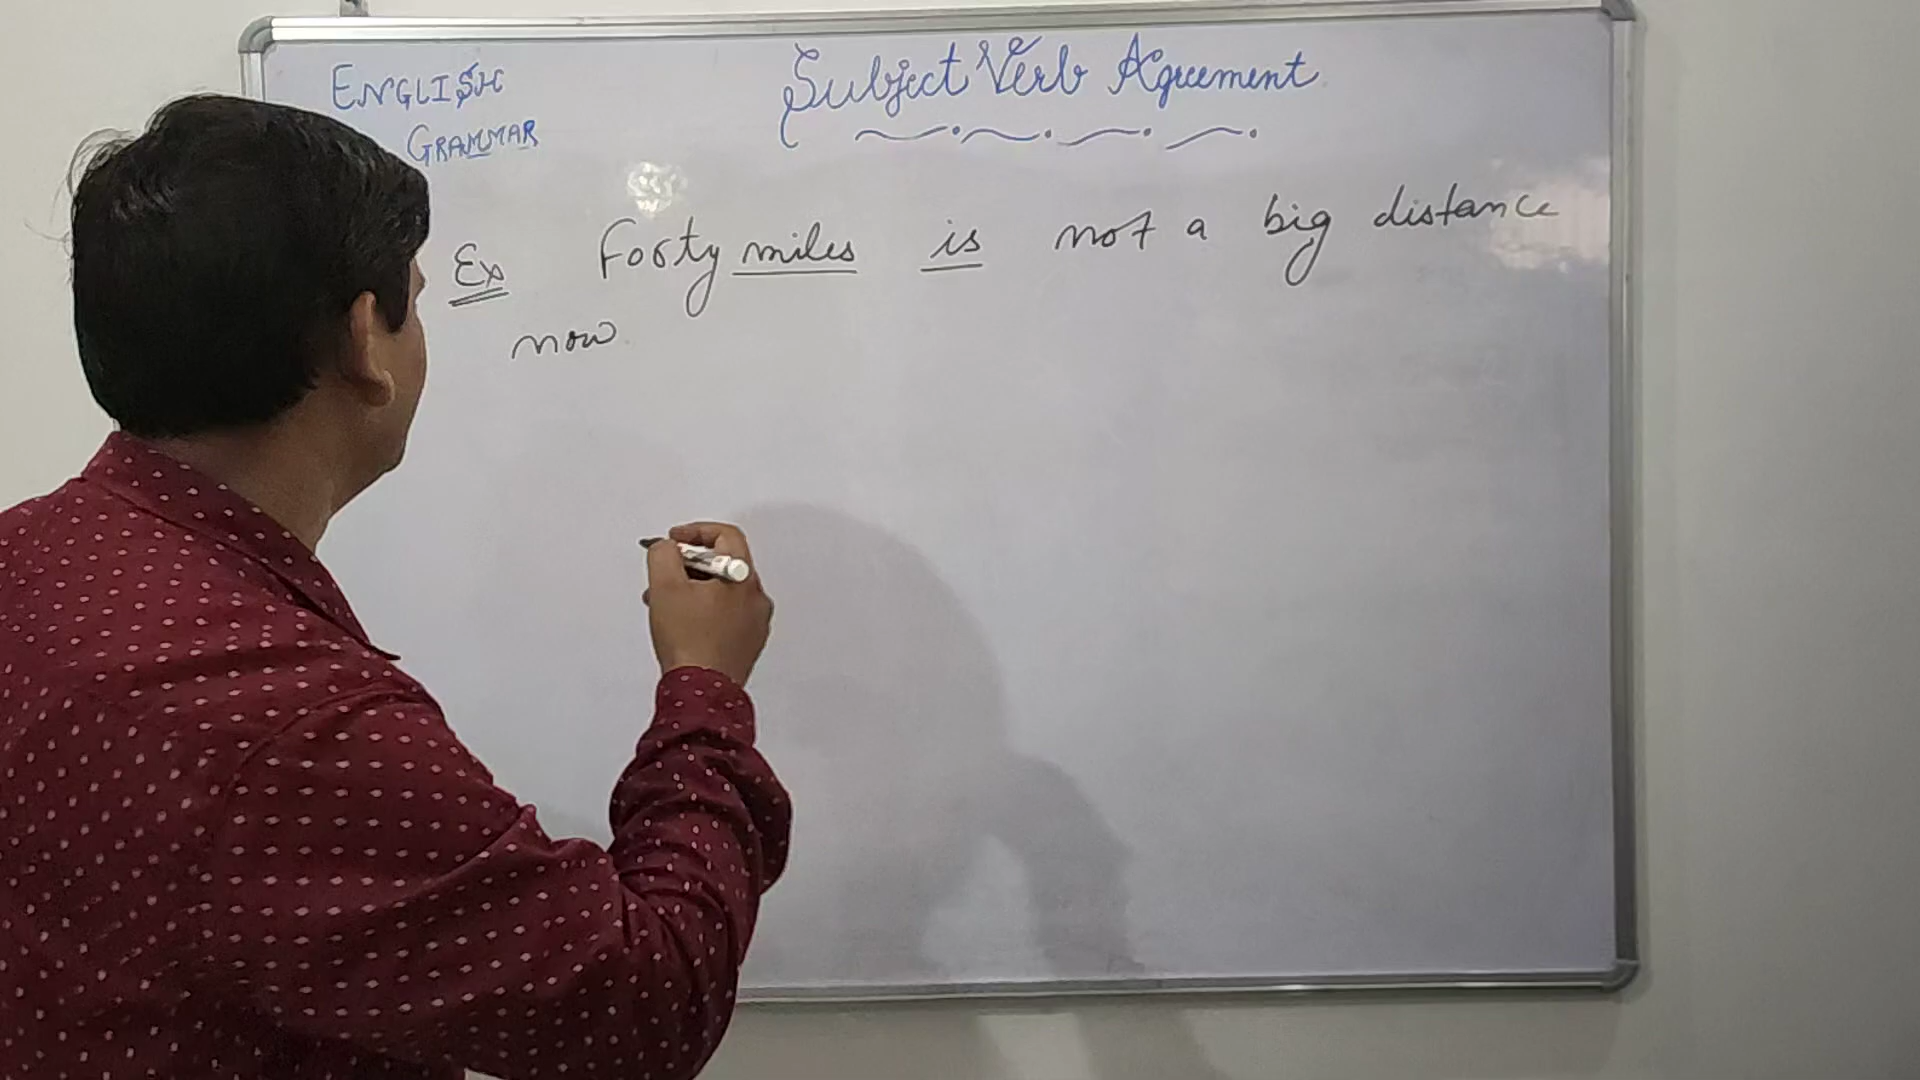 ENGLISH
GRAMMAR
Subject Verb Agreement
Ex Forty miles is not a big distance
now.